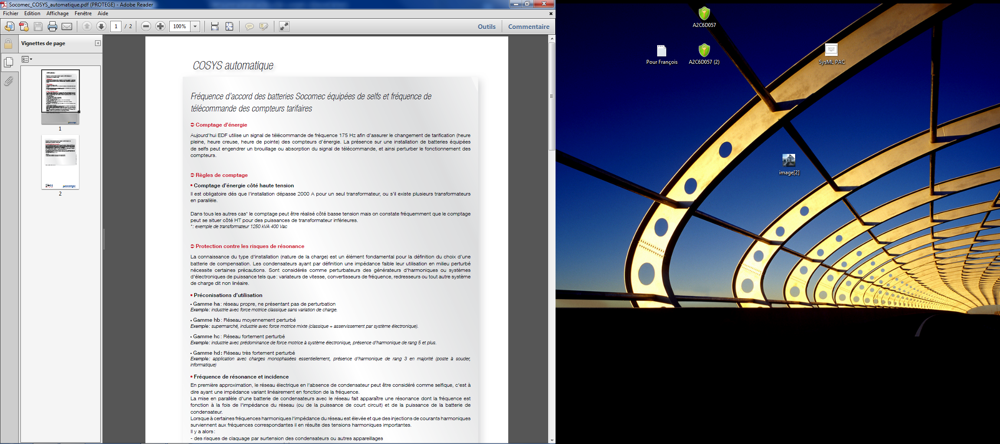 Socomec_COSYS_automatique.pdf (PROTEGE) - Adobe Reader
Fichier Edition Affichage Fenêtre Aide
1 / 2 100% Outils Commentaire
Vignettes de page
1
2
COSYS automatique
Fréquence d'accord des batteries Socomec équipées de selfs et fréquence de
télécommande des compteurs tarifaires
Comptage d'énergie
Aujourd'hui EDF utilise un signal de télécommande de fréquence 175 Hz afin d'assurer le changement de tarification (heure
pleine, heure creuse, heure de pointe) des compteurs d'énergie. La présence sur une installation de batteries équipées
de selfs peut engendrer un brouillage ou absorption du signal de télécommande, et ainsi perturber le fonctionnement des
compteurs.
Règles de comptage
• Comptage d'énergie côté haute tension
Il est obligatoire dés que l'installation dépasse 2000 A pour un seul transformateur, ou s'il existe plusieurs transformateurs
en parallèle.
Dans tous les autres cas* le comptage peut être réalisé côté basse tension mais on constate fréquemment que le comptage
peut se situer côté HT pour des puissances de transformateur inférieures.
*: exemple de transformateur 1250 kVA 400 Vac
Protection contre les risques de résonance
La connaissance du type d'installation (nature de la charge) est un élément fondamental pour la définition du choix d'une
batterie de compensation. Les condensateurs ayant par définition une impédance faible leur utilisation en milieu perturbé
nécessite certaines précautions. Sont considérés comme perturbateurs des générateurs d'harmoniques ou systèmes
d'électroniques de puissance tels que : variateurs de vitesse, convertisseurs de fréquence, redresseurs ou tout autre système
de charge dit non linéaire.
• Préconisations d'utilisation
• Gamme ha : réseau propre, ne présentant pas de perturbation
Exemple : industrie avec force motrice classique sans variation de charge.
• Gamme hb : Réseau moyennement perturbé
Exemple : supermarché, industrie avec force motrice mixte (classique + asservissement par système électronique).
• Gamme hc : Réseau fortement perturbé
Exemple : industrie avec prédominance de force motrice à système électronique, présence d'harmonique de rang 5 et plus.
• Gamme hd : Réseau très fortement perturbé
Exemple : application avec charges monophasées essentiellement, présence d'harmonique de rang 3 en majorité (poste à souder,
informatique)
• Fréquence de résonance et incidence
En première approximation, le réseau électrique en l'absence de condensateur peut être considéré comme selfique, c'est à
dire ayant une impédance variant linéairement en fonction de la fréquence.
La mise en parallèle d'une batterie de condensateurs avec le réseau fait apparaître une résonance dont la fréquence est
fonction à la fois de l'impédance du réseau (ou de la puissance de court circuit) et de la puissance de la batterie de
condensateur.
Lorsque à certaines fréquences harmoniques l'impédance du réseau est élevée et que des injections de courants harmoniques
surviennent aux fréquences correspondantes il en résulte des tensions harmoniques importantes.
Il y a alors :
- des risques de claquage par surtension des condensateurs ou autres appareillages
A2C6D057
Pour François
A2C6D057 (2)
SysML PAC
image[2]